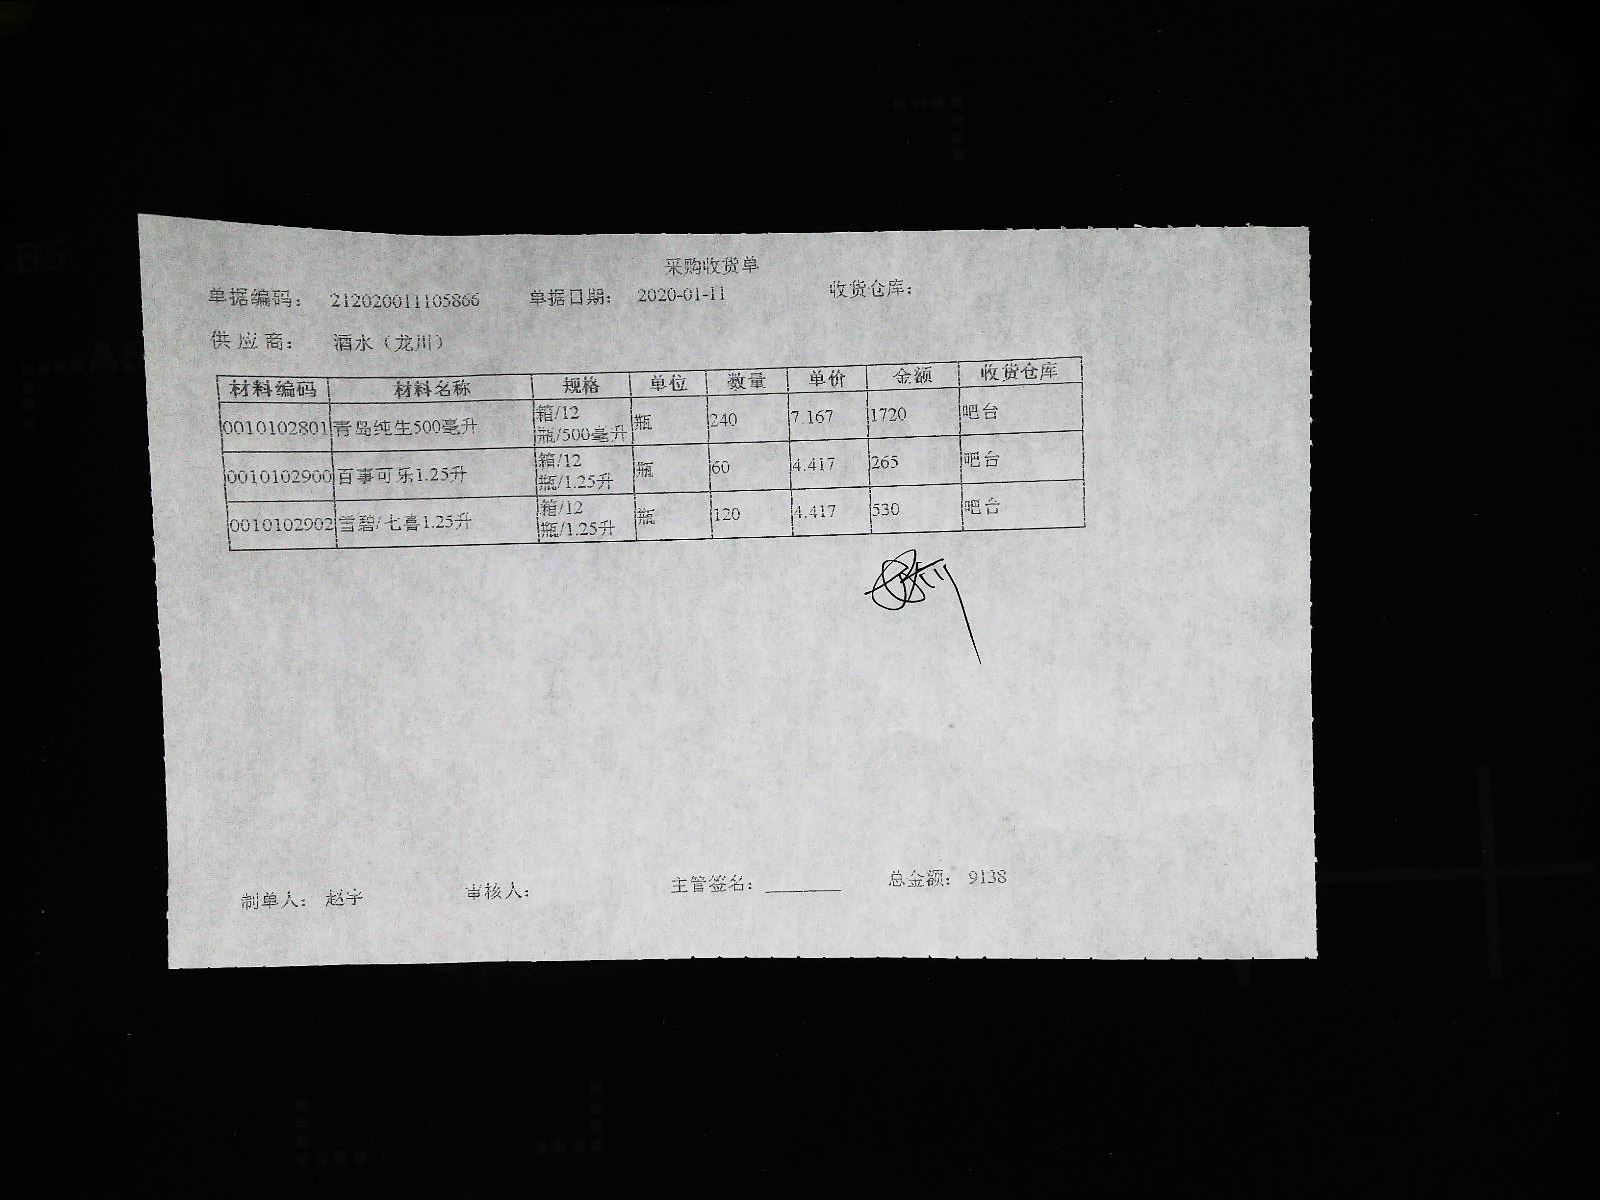 采购收货单
单据编码： 212020011105866 单据日期： 2020-01-11 收货仓库：
供应商： 酒水（龙川）
材料编码 材料名称 规格 单位 数量 单价 金额 收货仓库
0010102801 青岛纯生500毫升 箱/12瓶/500毫升 瓶 240 7.167 1720 吧台
0010102900 百事可乐1.25升 箱/12瓶/1.25升 瓶 60 4.417 265 吧台
0010102902 雪碧/七喜1.25升 箱/12瓶/1.25升 瓶 120 4.417 530 吧台
制单人： 赵宇 审核人： 主管签名：________ 总金额： 9138